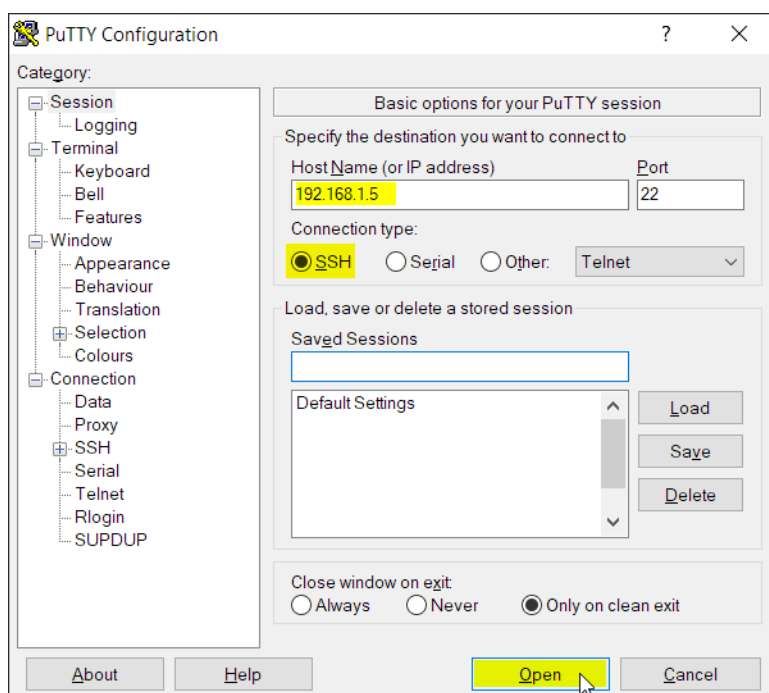 PuTTY Configuration
?
Category:
Session
Logging
Terminal
Keyboard
Bell
Features
Window
Appearance
Behaviour
Translation
Selection
Colours
Connection
Data
Proxy
SSH
Serial
Telnet
Rlogin
SUPDUP
Basic options for your PuTTY session
Specify the destination you want to connect to
Host Name (or IP address) Port
192.168.1.5 22
Connection type:
SSH Serial Other: Telnet
Load, save or delete a stored session
Saved Sessions
Default Settings
Load
Save
Delete
Close window on exit:
Always Never Only on clean exit
About Help Open Cancel